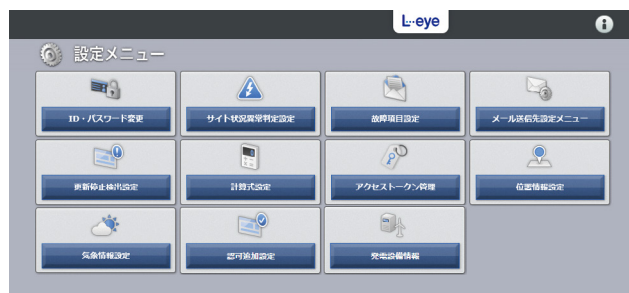 L・eye
設定メニュー
ID・パスワード変更
サイト状況異常判定設定
故障項目設定
メール送信先設定メニュー
更新停止検出設定
計算式設定
アクセストークン管理
位置情報設定
気象情報設定
認可追加設定
発電設備情報